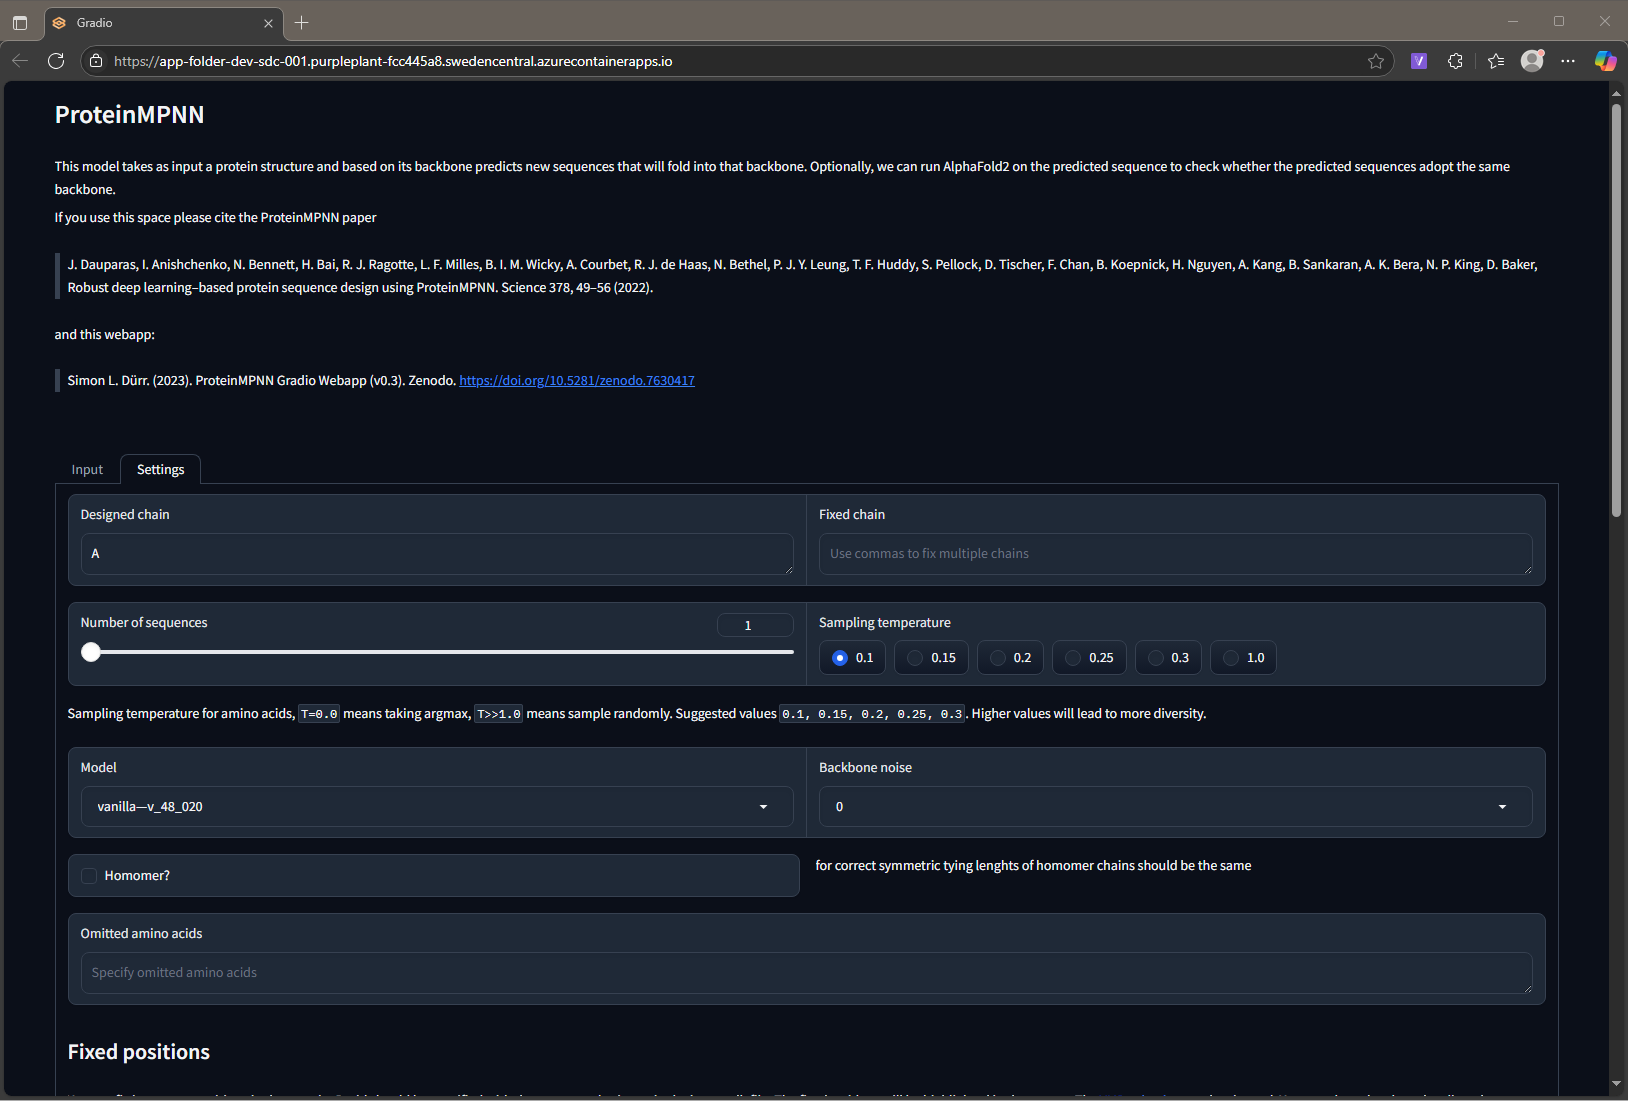 Gradio
https://app-folder-dev-sdc-001.purpleplant-fcc445a8.swedencentral.azurecontainerapps.io
ProteinMPNN
This model takes as input a protein structure and based on its backbone predicts new sequences that will fold into that backbone. Optionally, we can run AlphaFold2 on the predicted sequence to check whether the predicted sequences adopt the same
backbone.
If you use this space please cite the ProteinMPNN paper
J. Dauparas, I. Anishchenko, N. Bennett, H. Bai, R. J. Ragotte, L. F. Milles, B. I. M. Wicky, A. Courbet, R. J. de Haas, N. Bethel, P. J. Y. Leung, T. F. Huddy, S. Pellock, D. Tischer, F. Chan, B. Koepnick, H. Nguyen, A. Kang, B. Sankaran, A. K. Bera, N. P. King, D. Baker,
Robust deep learning–based protein sequence design using ProteinMPNN. Science 378, 49–56 (2022).
and this webapp:
Simon L. Dürr. (2023). ProteinMPNN Gradio Webapp (v0.3). Zenodo. https://doi.org/10.5281/zenodo.7630417
Input Settings
Designed chain Fixed chain
A Use commas to fix multiple chains
Number of sequences 1 Sampling temperature
0.1 0.15 0.2 0.25 0.3 1.0
Sampling temperature for amino acids, T=0.0 means taking argmax, T>>1.0 means sample randomly. Suggested values 0.1, 0.15, 0.2, 0.25, 0.3. Higher values will lead to more diversity.
Model Backbone noise
vanilla—v_48_020 0
Homomer? for correct symmetric tying lenghts of homomer chains should be the same
Omitted amino acids
Specify omitted amino acids
Fixed positions